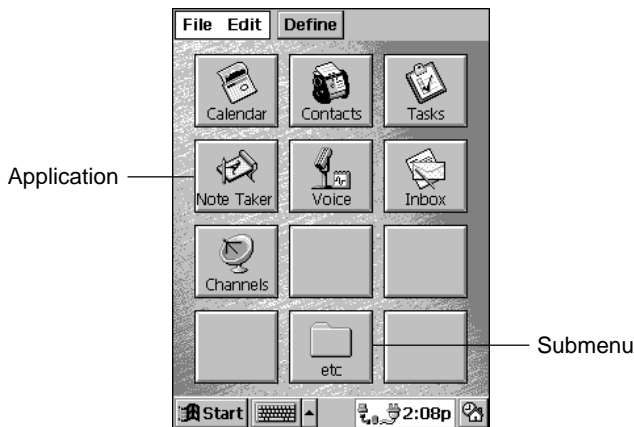 File Edit Define
Calendar Contacts Tasks
Application
Note Taker Voice Inbox
Channels
Submenu
etc
Start 2:08p